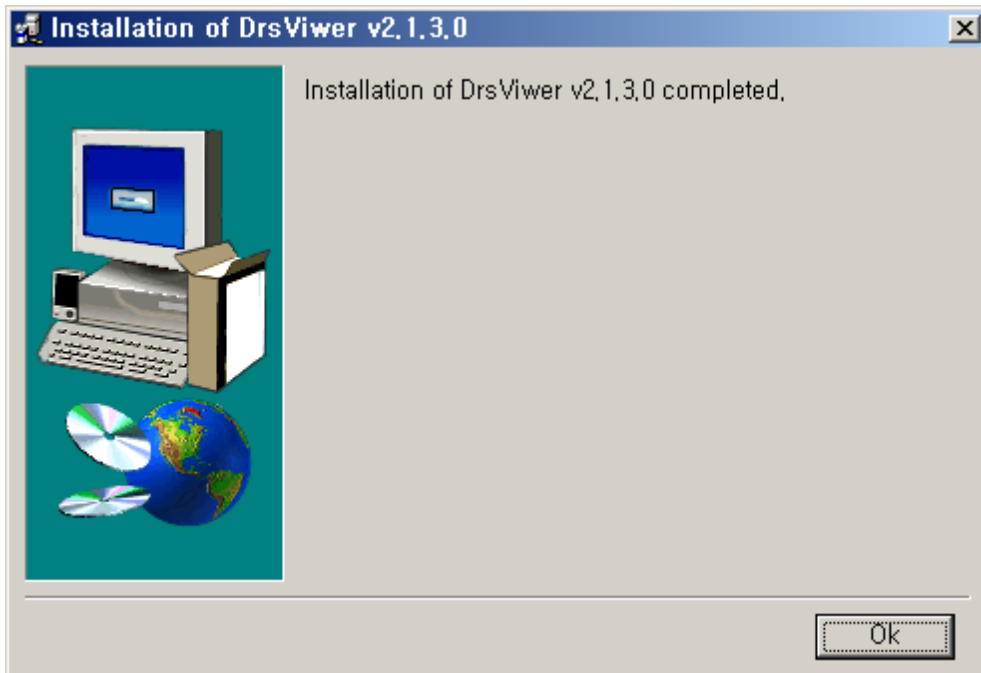 Installation of DrsViwer v2.1.3.0
Installation of DrsViwer v2.1.3.0 completed.
Ok